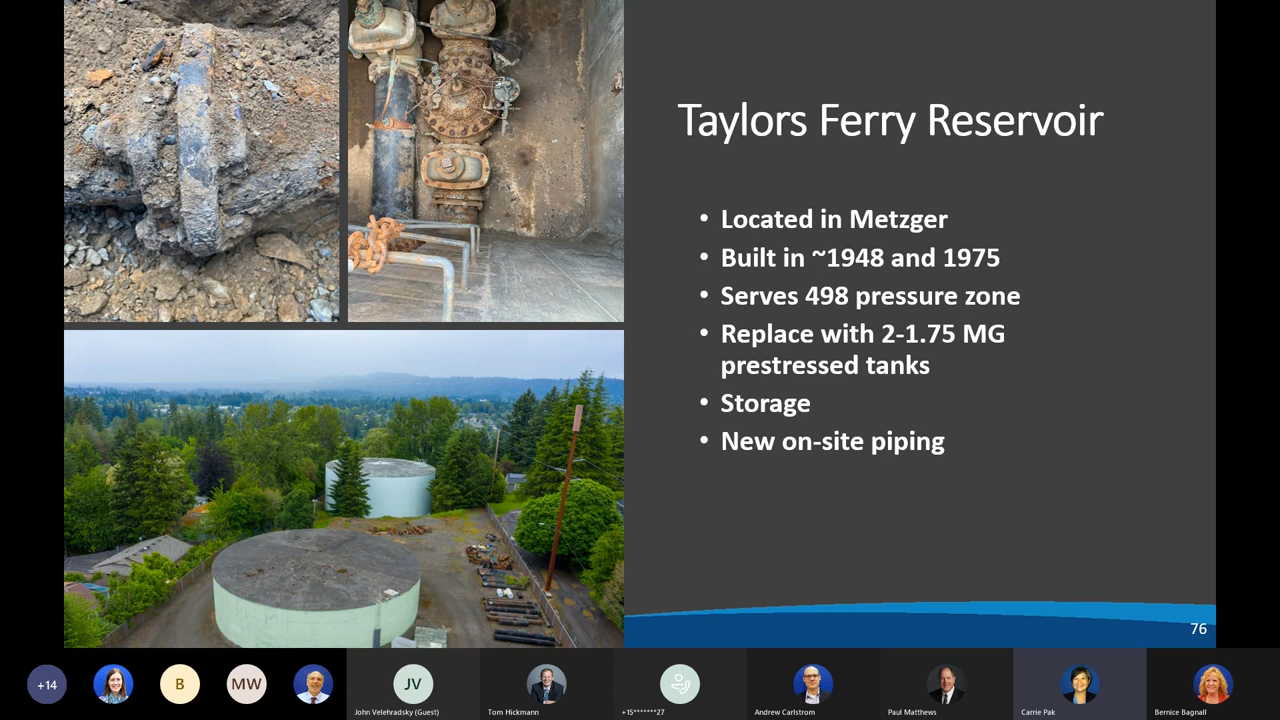 Taylors Ferry Reservoir
• Located in Metzger
• Built in ~1948 and 1975
• Serves 498 pressure zone
• Replace with 2-1.75 MG
prestressed tanks
• Storage
• New on-site piping
76
+14
B
MW
JV
John Velehradsky (Guest)
Tom Hickmann
+15*******27
Andrew Carlstrom
Paul Matthews
Carrie Pak
Bernice Bagnall